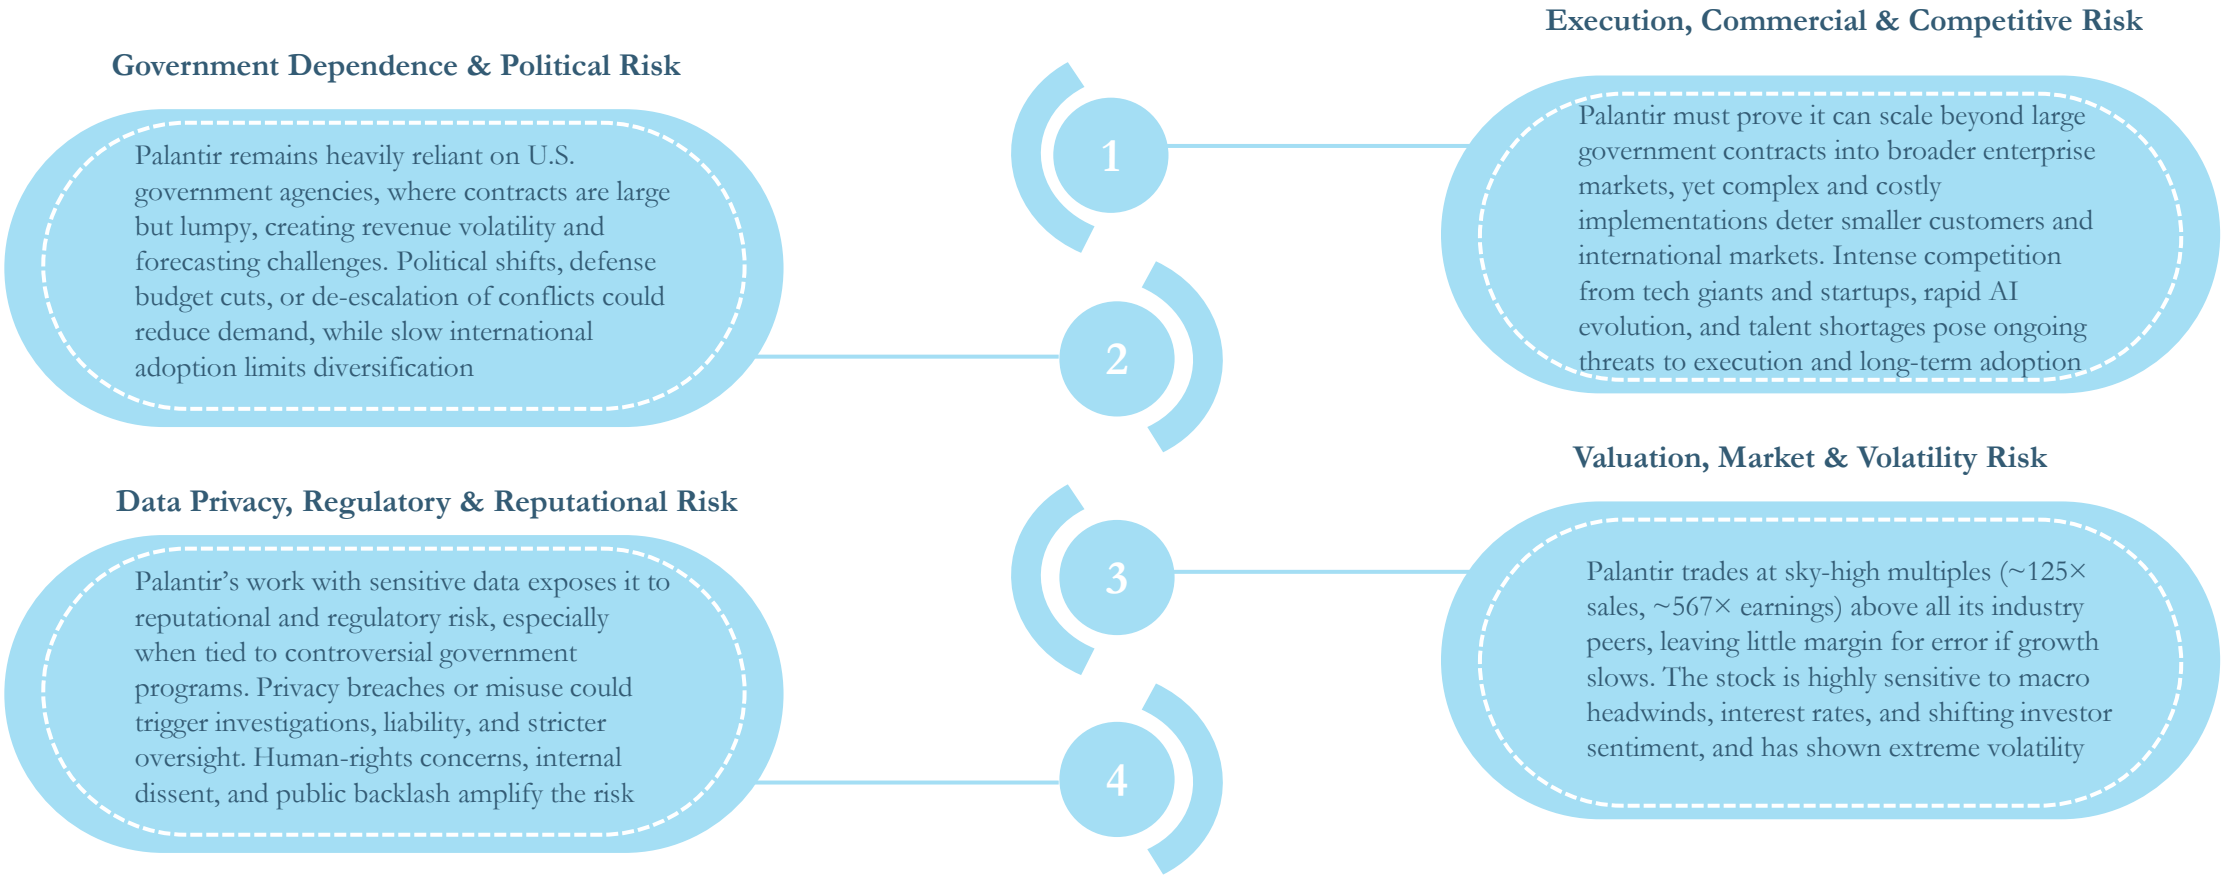 Execution, Commercial & Competitive Risk
Palantir must prove it can scale beyond large
government contracts into broader enterprise
markets, yet complex and costly
implementations deter smaller customers and
international markets. Intense competition
from tech giants and startups, rapid AI
evolution, and talent shortages pose ongoing
threats to execution and long-term adoption
1
Government Dependence & Political Risk
Palantir remains heavily reliant on U.S.
government agencies, where contracts are large
but lumpy, creating revenue volatility and
forecasting challenges. Political shifts, defense
budget cuts, or de-escalation of conflicts could
reduce demand, while slow international
adoption limits diversification
2
Valuation, Market & Volatility Risk
Palantir trades at sky-high multiples (~125×
sales, ~567× earnings) above all its industry
peers, leaving little margin for error if growth
slows. The stock is highly sensitive to macro
headwinds, interest rates, and shifting investor
sentiment, and has shown extreme volatility
3
Data Privacy, Regulatory & Reputational Risk
Palantir’s work with sensitive data exposes it to
reputational and regulatory risk, especially
when tied to controversial government
programs. Privacy breaches or misuse could
trigger investigations, liability, and stricter
oversight. Human-rights concerns, internal
dissent, and public backlash amplify the risk
4